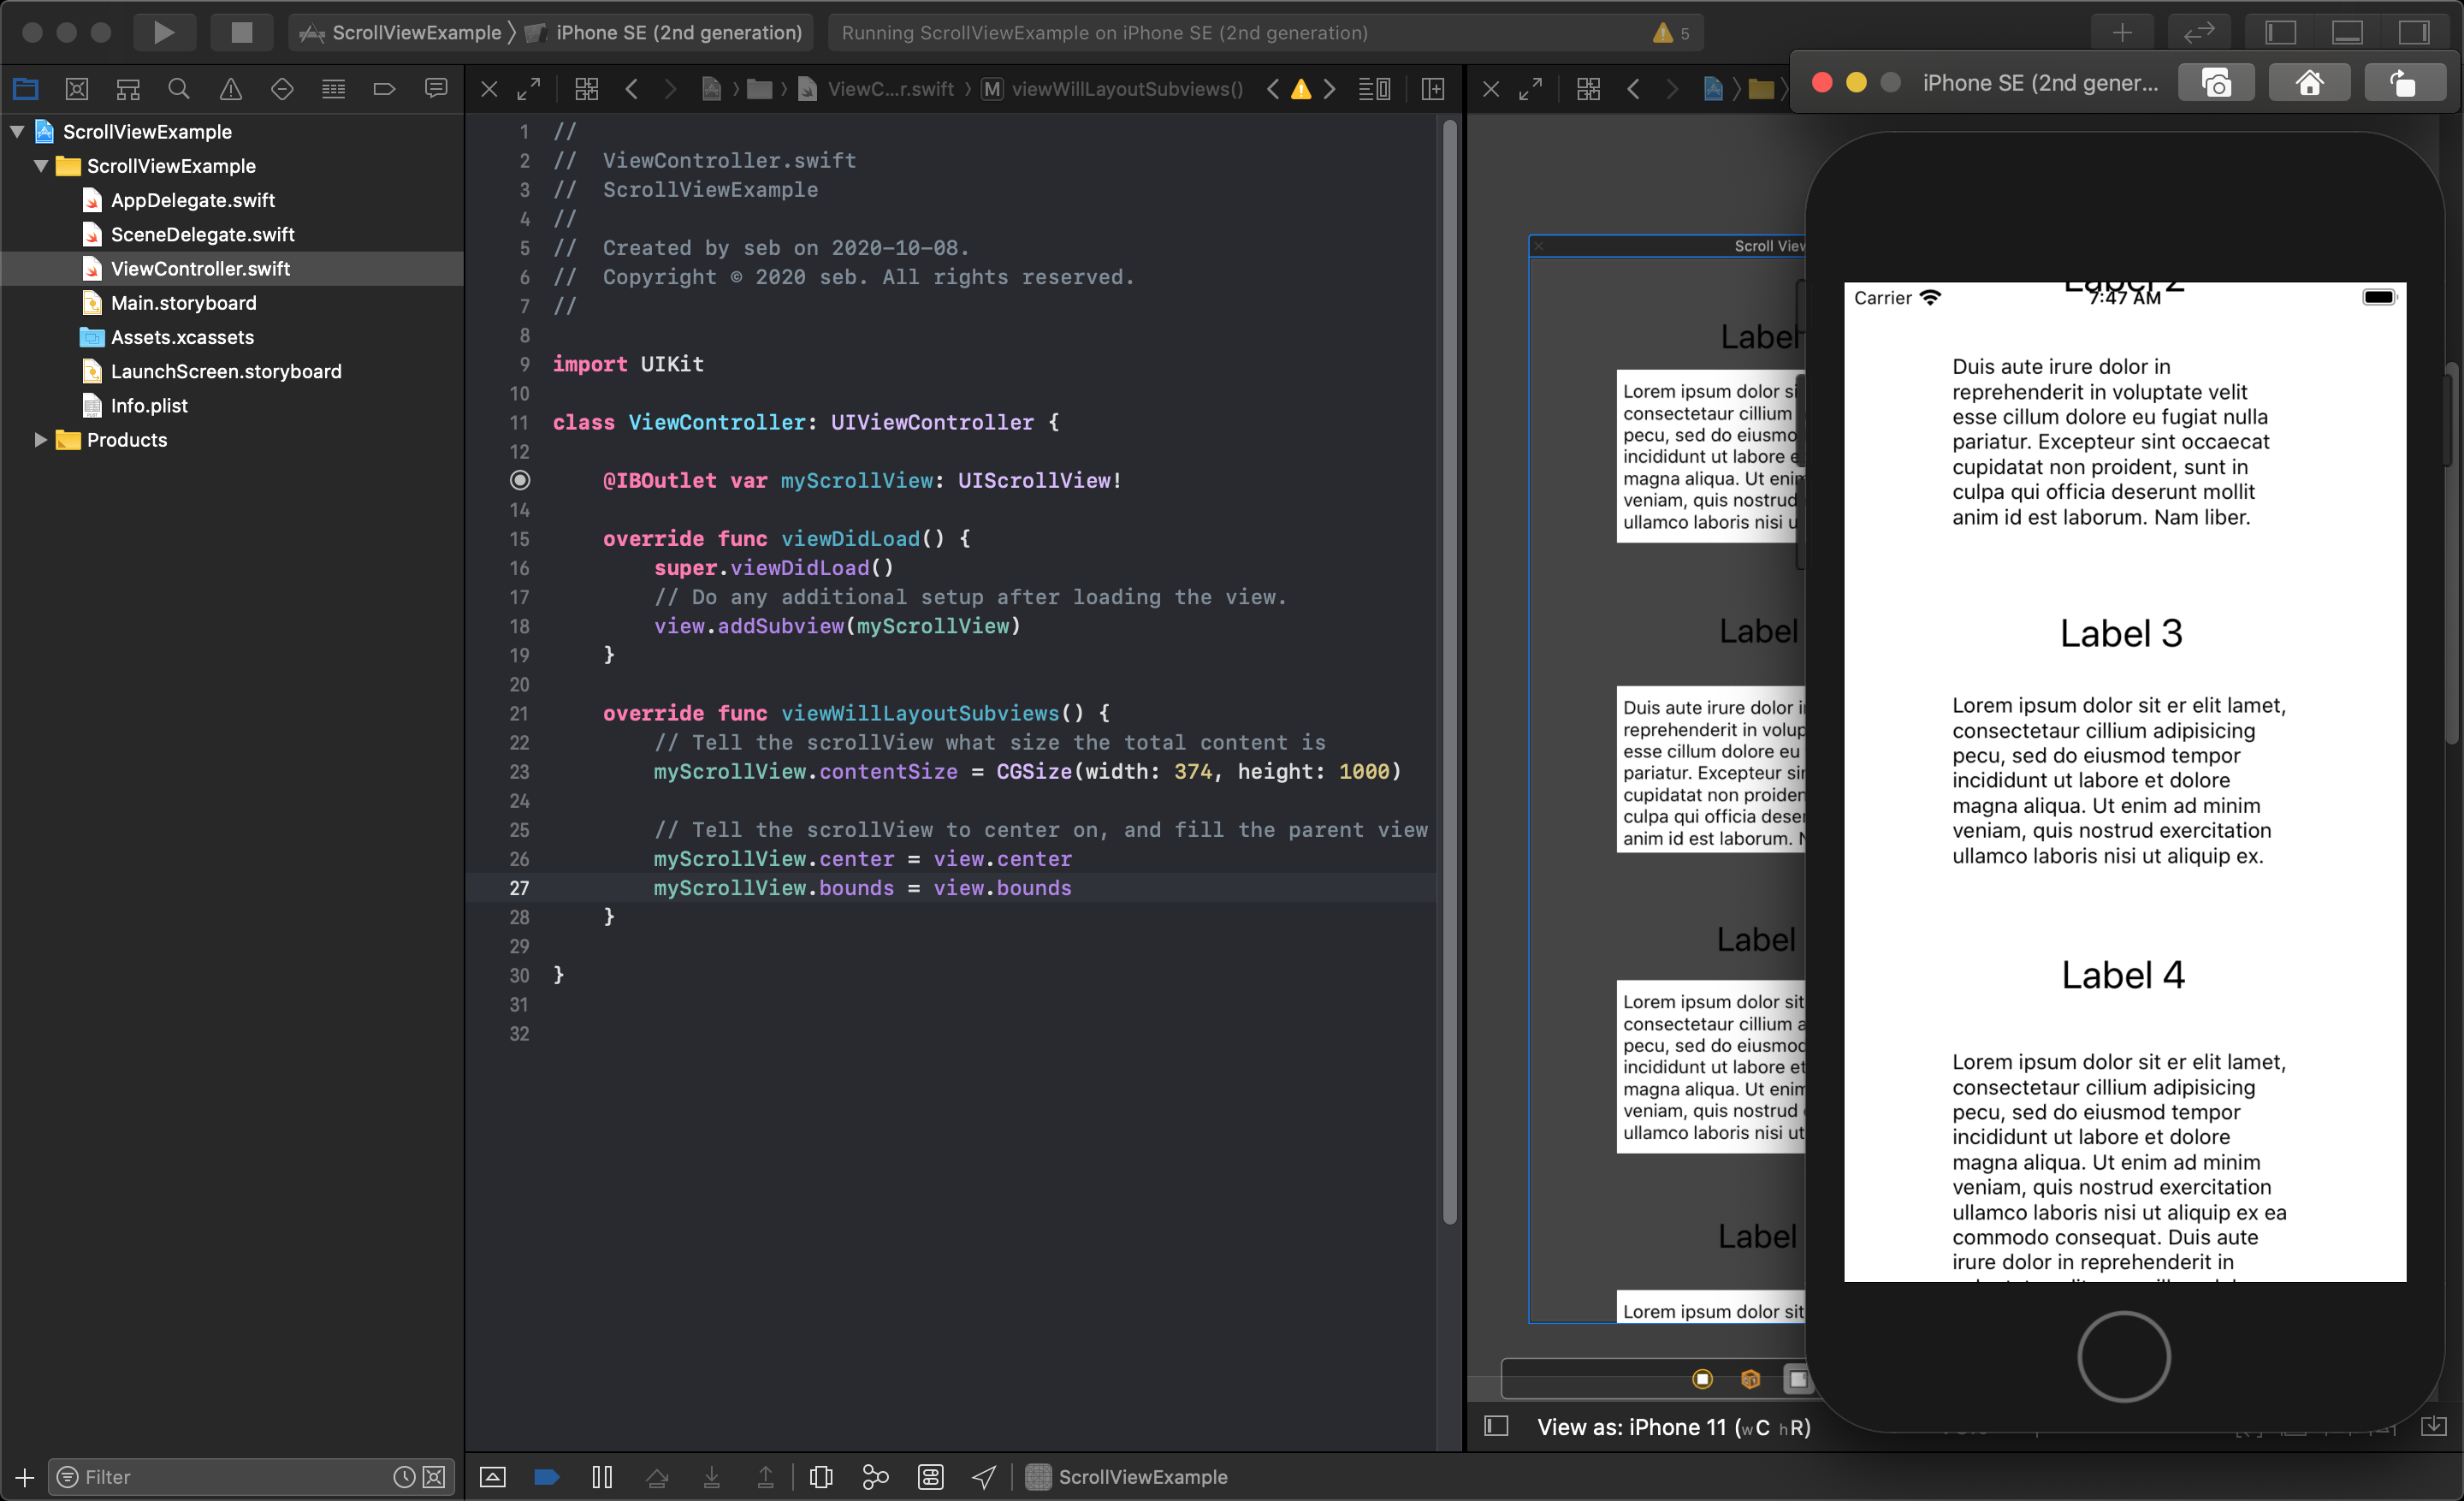 ScrollViewExample
iPhone SE (2nd generation)
Running ScrollViewExample on iPhone SE (2nd generation)
5
ViewC...r.swift
M
viewWillLayoutSubviews()
iPhone SE (2nd gener...
ScrollViewExample
ScrollViewExample
AppDelegate.swift
SceneDelegate.swift
ViewController.swift
Main.storyboard
Assets.xcassets
LaunchScreen.storyboard
Info.plist
Products
Filter
1 //
2 //  ViewController.swift
3 //  ScrollViewExample
4 //
5 //  Created by seb on 2020-10-08.
6 //  Copyright © 2020 seb. All rights reserved.
7 //
8
9 import UIKit
10
11 class ViewController: UIViewController {
12
@IBOutlet var myScrollView: UIScrollView!
14
15     override func viewDidLoad() {
16         super.viewDidLoad()
17         // Do any additional setup after loading the view.
18         view.addSubview(myScrollView)
19     }
20
21     override func viewWillLayoutSubviews() {
22         // Tell the scrollView what size the total content is
23         myScrollView.contentSize = CGSize(width: 374, height: 1000)
24
25         // Tell the scrollView to center on, and fill the parent view
26         myScrollView.center = view.center
27         myScrollView.bounds = view.bounds
28     }
29
30 }
31
32
ScrollViewExample
Scroll View
Label
Lorem ipsum dolor si
consectetaur cillium
pecu, sed do eiusmo
incididunt ut labore e
magna aliqua. Ut enim
veniam, quis nostrud
ullamco laboris nisi u
Label
Duis aute irure dolor i
reprehenderit in volup
esse cillum dolore eu
pariatur. Excepteur sin
cupidatat non proiden
culpa qui officia deser
anim id est laborum. N
Label
Lorem ipsum dolor sit
consectetaur cillium a
pecu, sed do eiusmod
incididunt ut labore et
magna aliqua. Ut enim
veniam, quis nostrud
ullamco laboris nisi ut
Label
Lorem ipsum dolor sit
View as: iPhone 11 (wC hR)
Label 2
Carrier
7:47 AM
Duis aute irure dolor in
reprehenderit in voluptate velit
esse cillum dolore eu fugiat nulla
pariatur. Excepteur sint occaecat
cupidatat non proident, sunt in
culpa qui officia deserunt mollit
anim id est laborum. Nam liber.
Label 3
Lorem ipsum dolor sit er elit lamet,
consectetaur cillium adipisicing
pecu, sed do eiusmod tempor
incididunt ut labore et dolore
magna aliqua. Ut enim ad minim
veniam, quis nostrud exercitation
ullamco laboris nisi ut aliquip ex.
Label 4
Lorem ipsum dolor sit er elit lamet,
consectetaur cillium adipisicing
pecu, sed do eiusmod tempor
incididunt ut labore et dolore
magna aliqua. Ut enim ad minim
veniam, quis nostrud exercitation
ullamco laboris nisi ut aliquip ex ea
commodo consequat. Duis aute
irure dolor in reprehenderit in